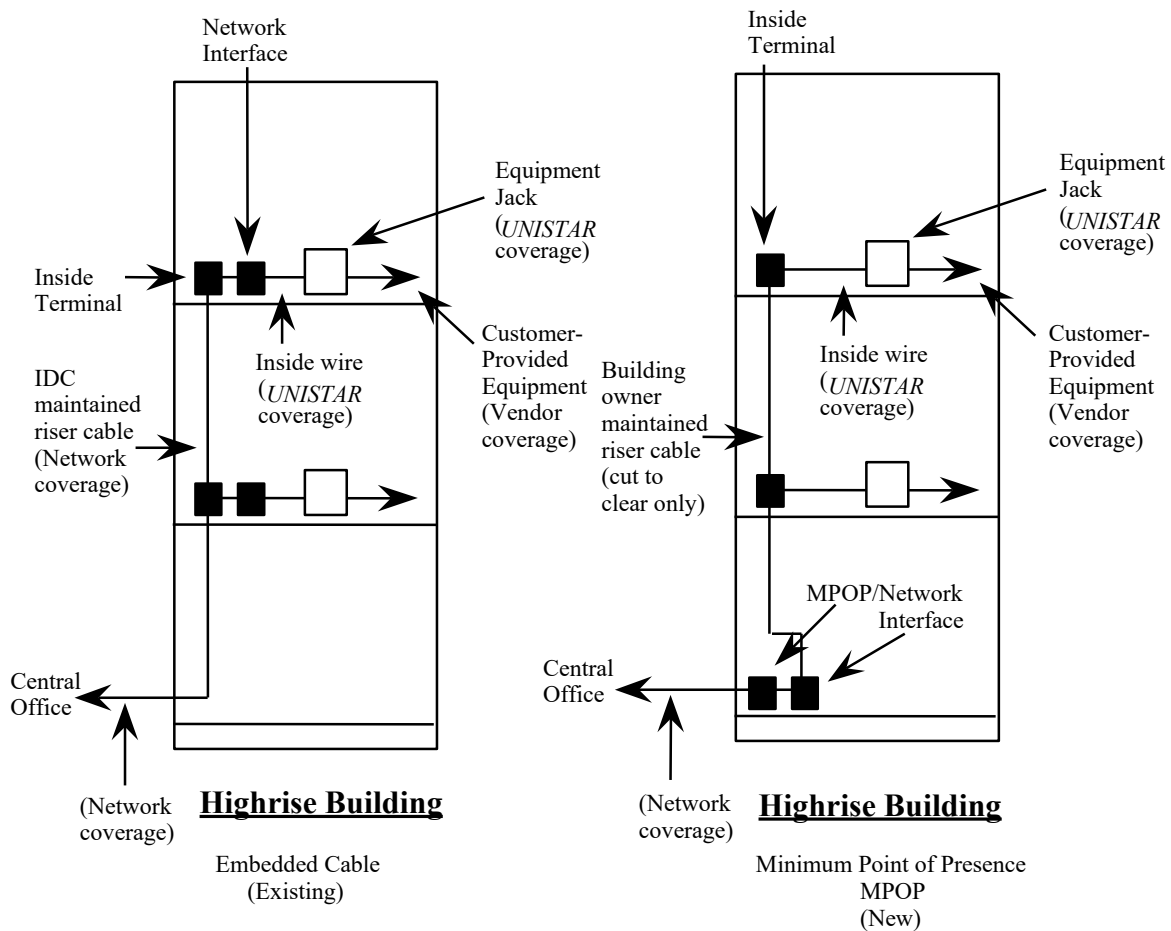 Network
Interface
Equipment
Jack
(UNISTAR
coverage)
Inside
Terminal
Inside wire
(UNISTAR
coverage)
Customer-
Provided
Equipment
(Vendor
coverage)
IDC
maintained
riser cable
(Network
coverage)
Central
Office
(Network
coverage)
Highrise Building
Embedded Cable
(Existing)
Inside
Terminal
Equipment
Jack
(UNISTAR
coverage)
Inside wire
(UNISTAR
coverage)
Customer-
Provided
Equipment
(Vendor
coverage)
Building
owner
maintained
riser cable
(cut to
clear only)
MPOP/Network
Interface
Central
Office
(Network
coverage)
Highrise Building
Minimum Point of Presence
MPOP
(New)